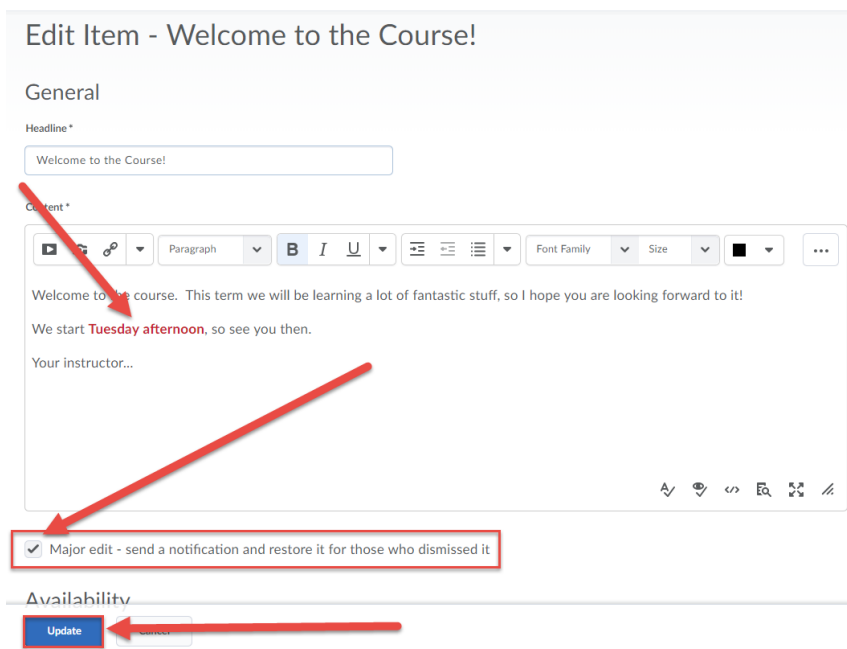 Edit Item - Welcome to the Course!
General
Headline *
Welcome to the Course!
Content *
Paragraph B I U Font Family Size ...
Welcome to the course. This term we will be learning a lot of fantastic stuff, so I hope you are looking forward to it!
We start Tuesday afternoon, so see you then.
Your instructor...
Major edit - send a notification and restore it for those who dismissed it
Availability
Update Cancel